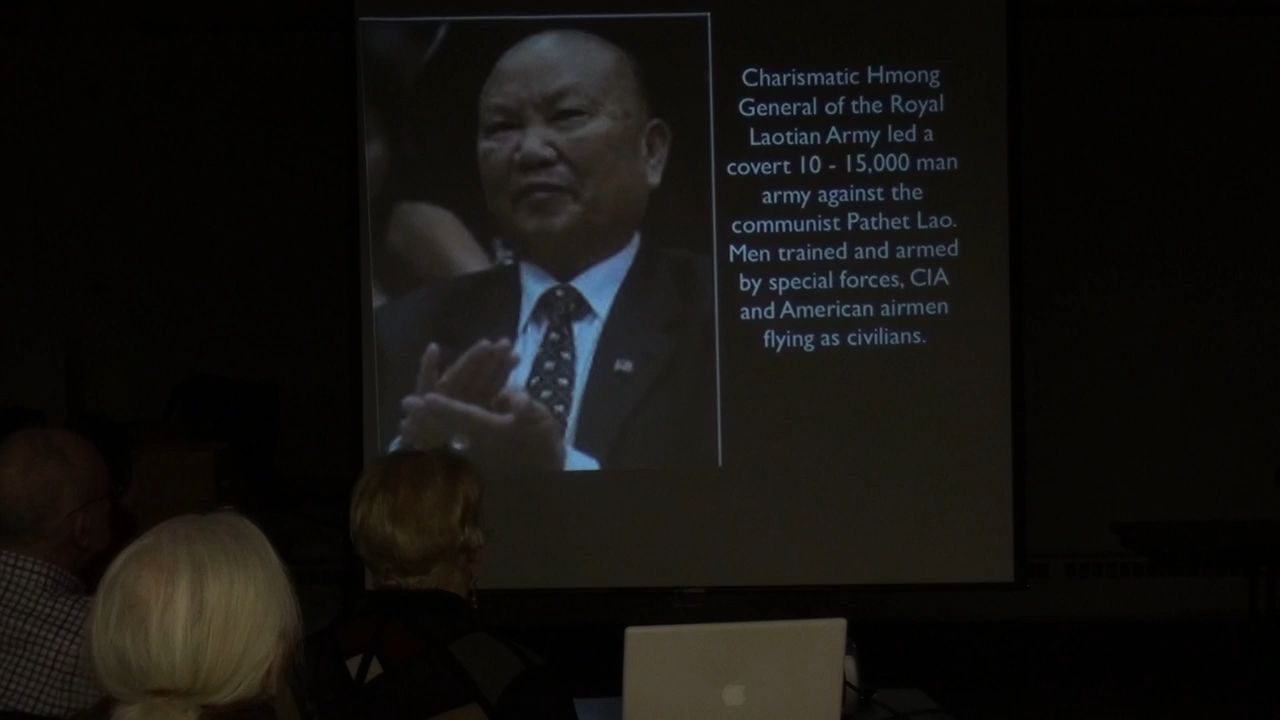 Charismatic Hmong
General of the Royal
Laotian Army led a
covert 10 - 15,000 man
army against the
communist Pathet Lao.
Men trained and armed
by special forces, CIA
and American airmen
flying as civilians.